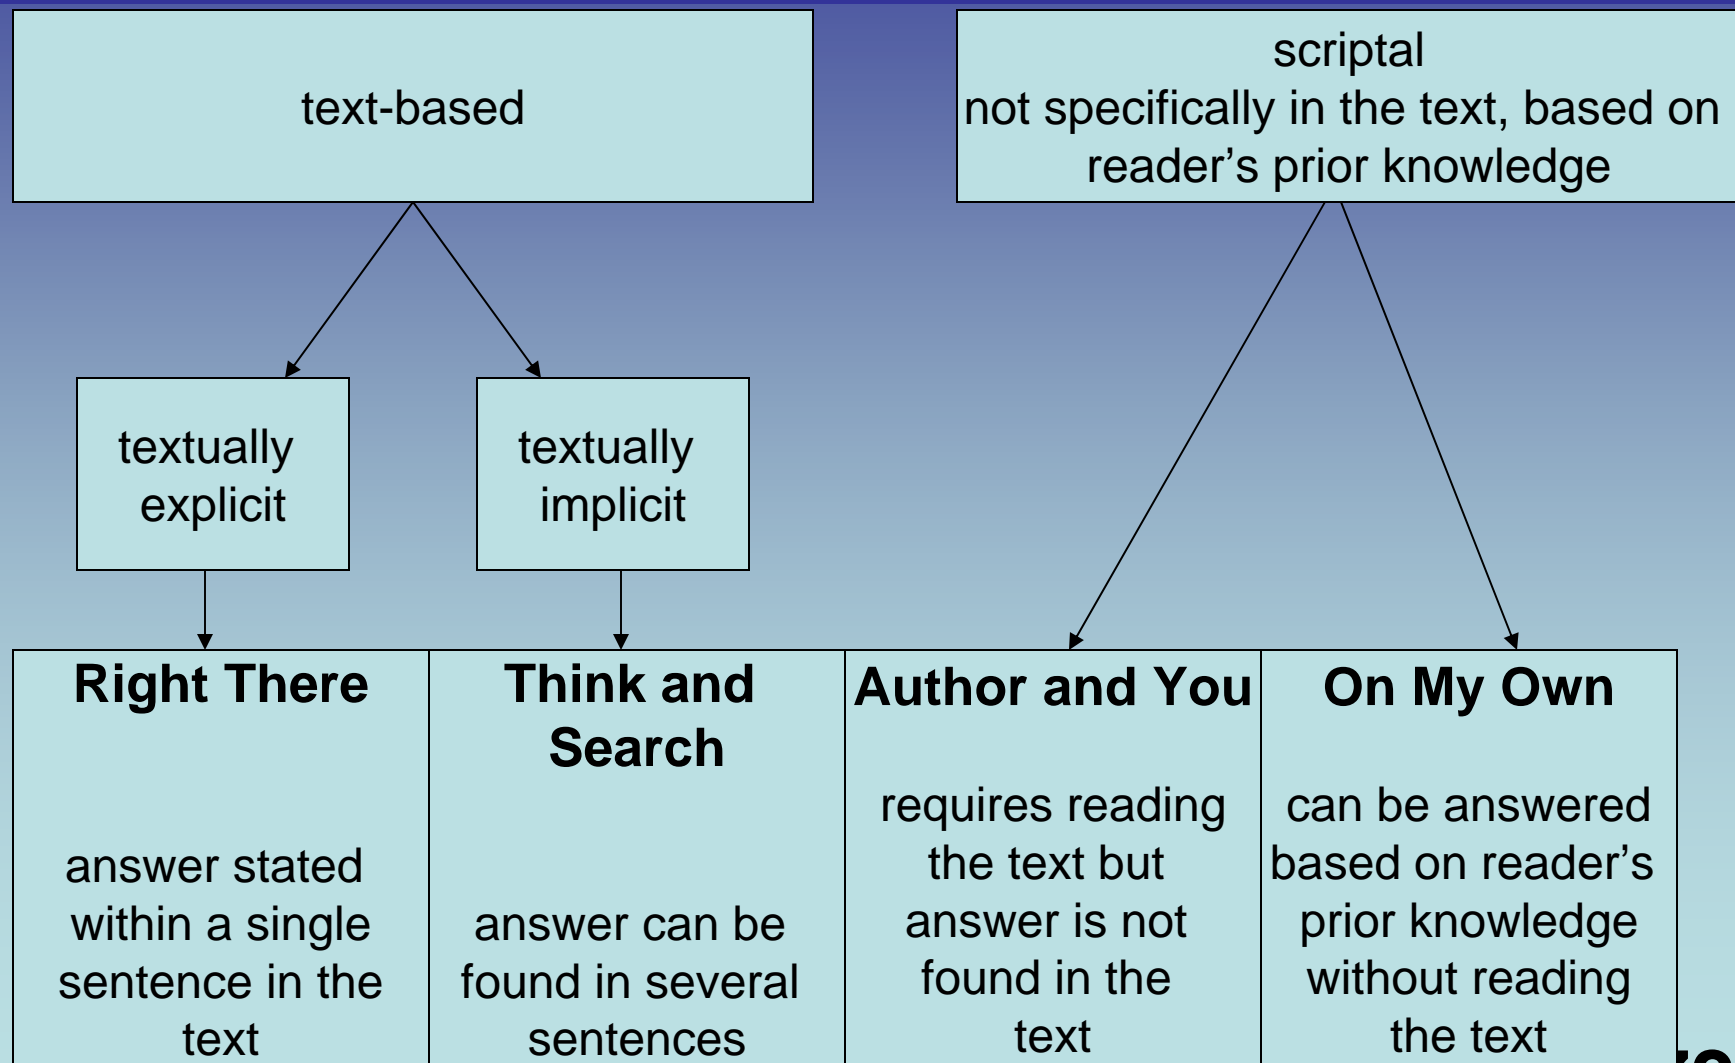 text-based
scriptal
not specifically in the text, based on
reader’s prior knowledge
textually
explicit
textually
implicit
Right There
answer stated
within a single
sentence in the
text
Think and
Search
answer can be
found in several
sentences
Author and You
requires reading
the text but
answer is not
found in the
text
On My Own
can be answered
based on reader’s
prior knowledge
without reading
the text